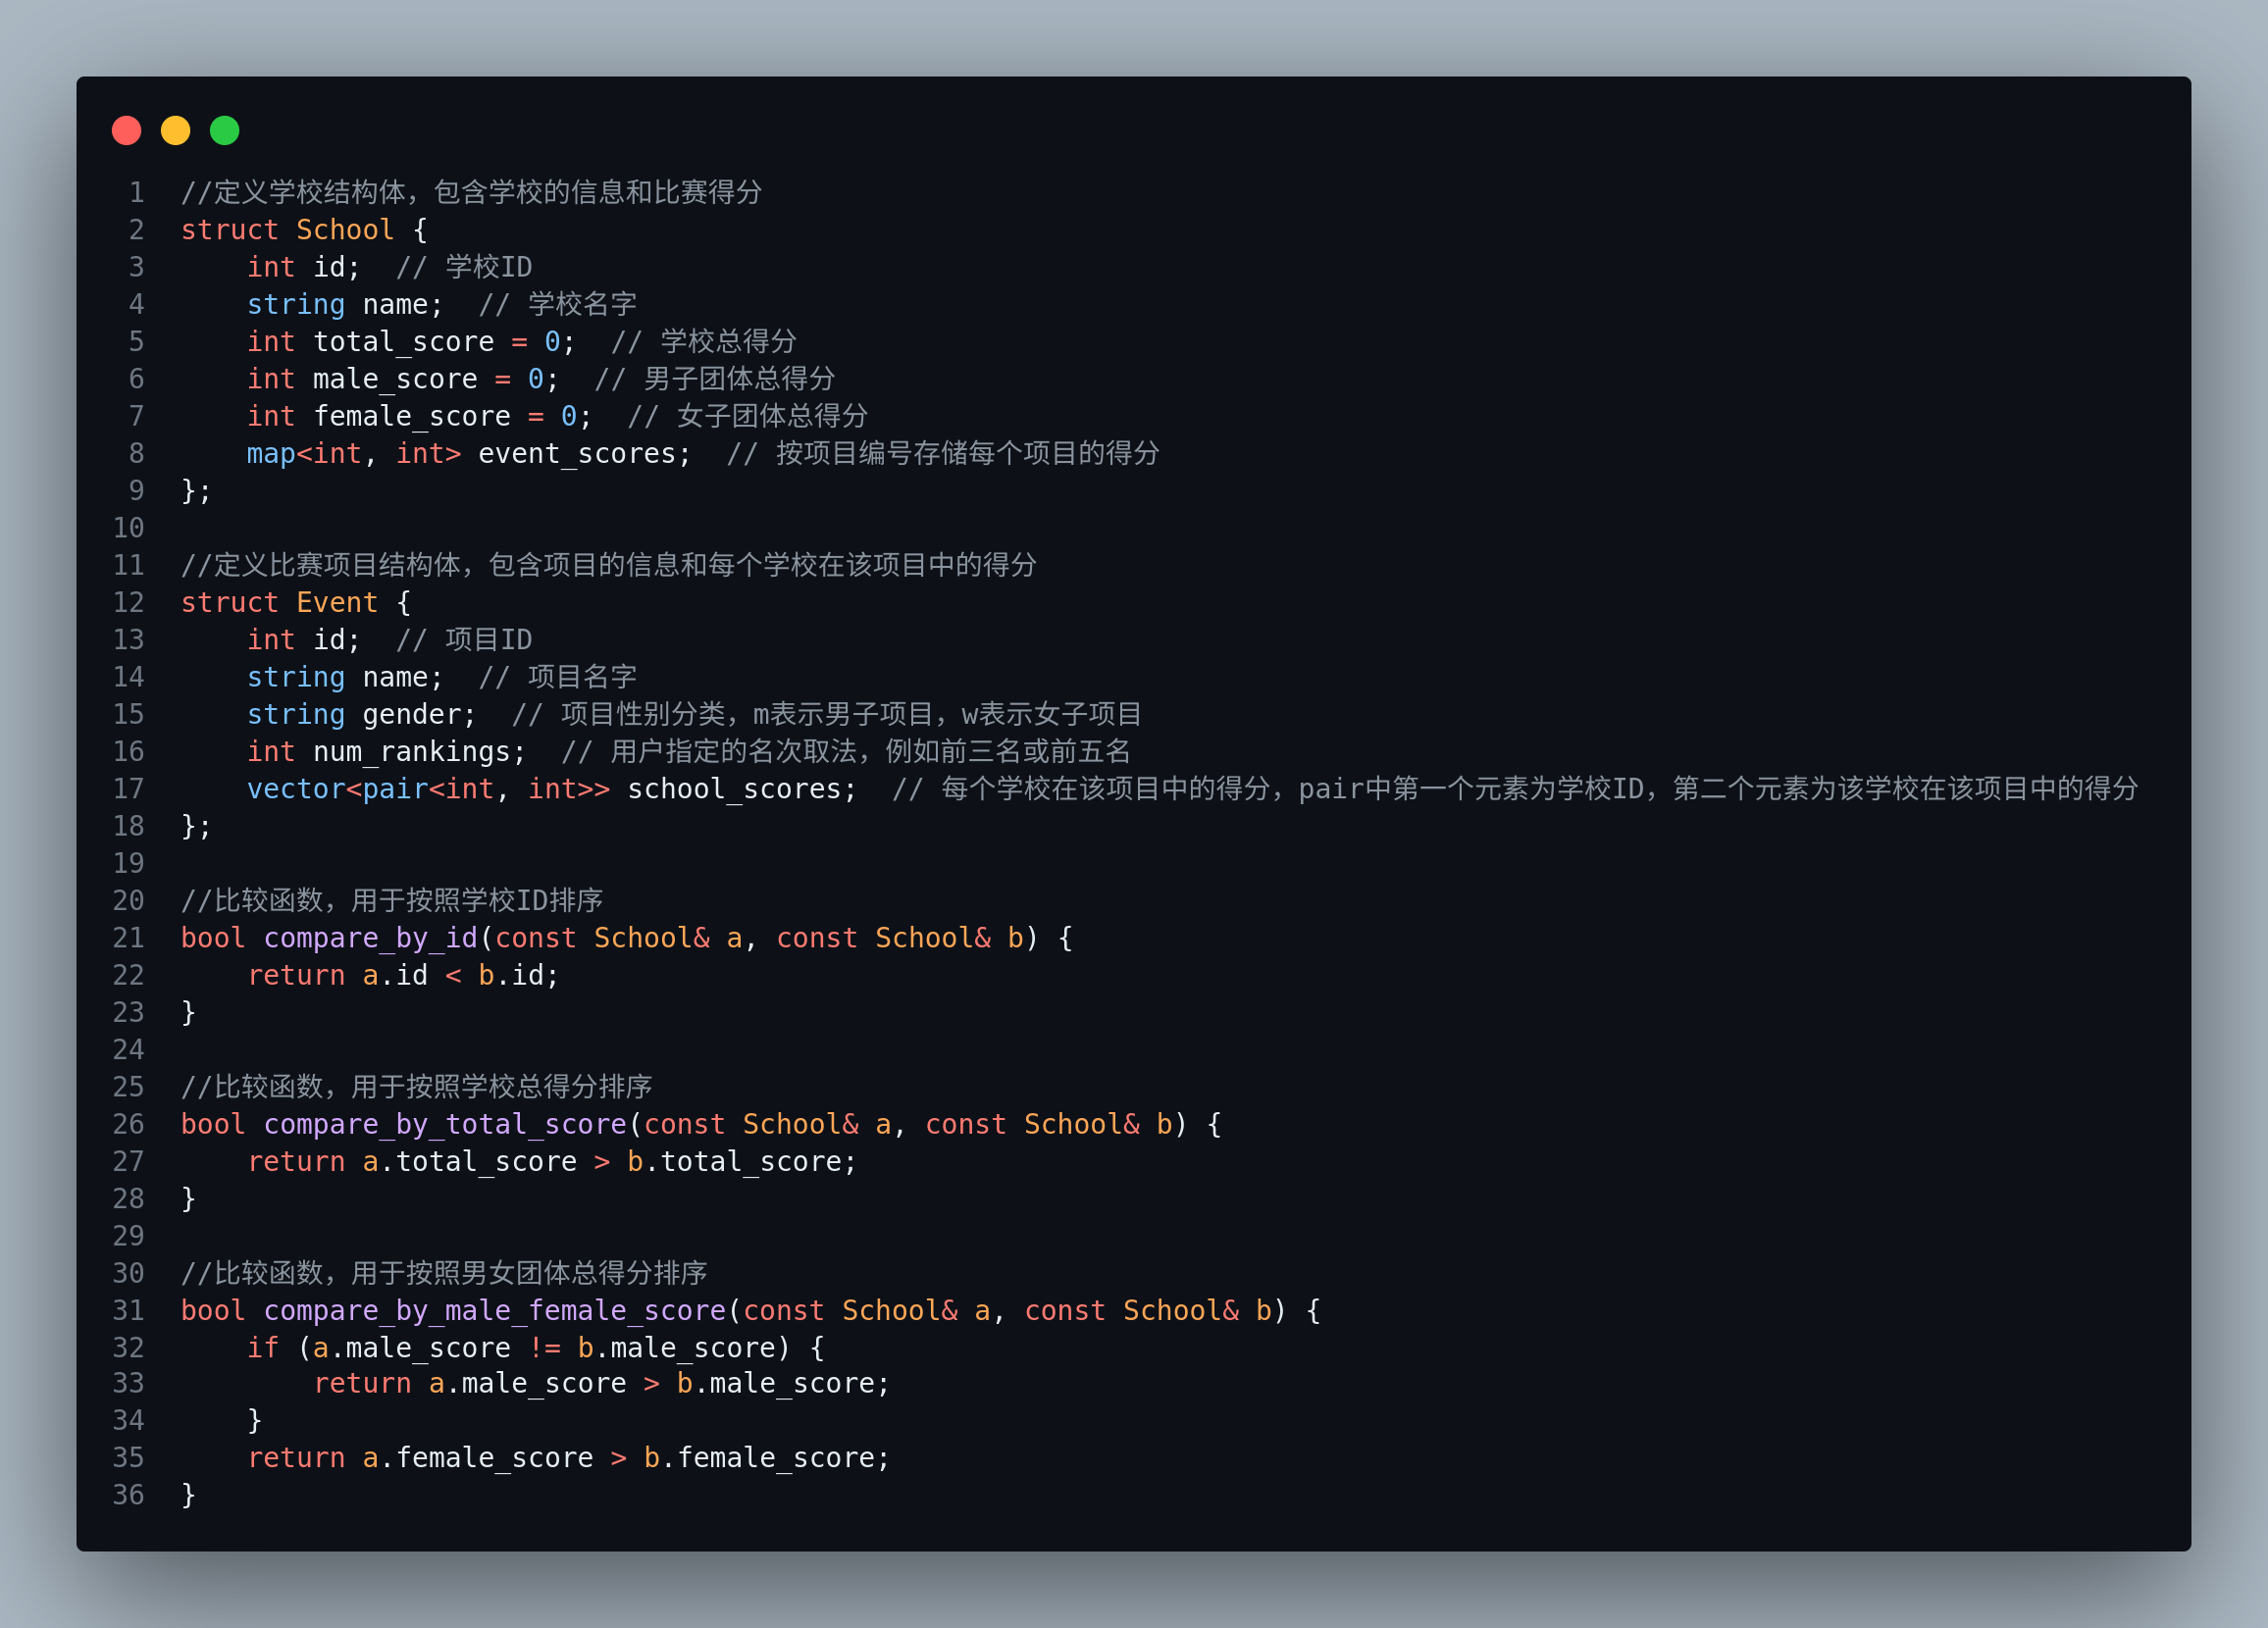 1 //定义学校结构体，包含学校的信息和比赛得分
2 struct School {
3     int id;  // 学校ID
4     string name;  // 学校名字
5     int total_score = 0;  // 学校总得分
6     int male_score = 0;  // 男子团体总得分
7     int female_score = 0;  // 女子团体总得分
8     map<int, int> event_scores;  // 按项目编号存储每个项目的得分
9 };
10
11 //定义比赛项目结构体，包含项目的信息和每个学校在该项目中的得分
12 struct Event {
13     int id;  // 项目ID
14     string name;  // 项目名字
15     string gender;  // 项目性别分类，m表示男子项目，w表示女子项目
16     int num_rankings;  // 用户指定的名次取法，例如前三名或前五名
17     vector<pair<int, int>> school_scores;  // 每个学校在该项目中的得分，pair中第一个元素为学校ID，第二个元素为该学校在该项目中的得分
18 };
19
20 //比较函数，用于按照学校ID排序
21 bool compare_by_id(const School& a, const School& b) {
22     return a.id < b.id;
23 }
24
25 //比较函数，用于按照学校总得分排序
26 bool compare_by_total_score(const School& a, const School& b) {
27     return a.total_score > b.total_score;
28 }
29
30 //比较函数，用于按照男女团体总得分排序
31 bool compare_by_male_female_score(const School& a, const School& b) {
32     if (a.male_score != b.male_score) {
33         return a.male_score > b.male_score;
34     }
35     return a.female_score > b.female_score;
36 }